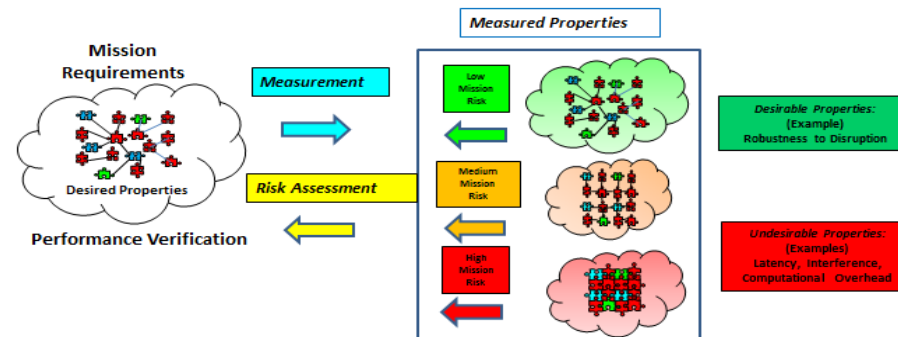 Measured Properties
Mission
Requirements
Desired Properties
Performance Verification
Measurement
Risk Assessment
Low
Mission
Risk
Medium
Mission
Risk
High
Mission
Risk
Desirable Properties:
(Example)
Robustness to Disruption
Undesirable Properties:
(Examples)
Latency, Interference,
Computational Overhead